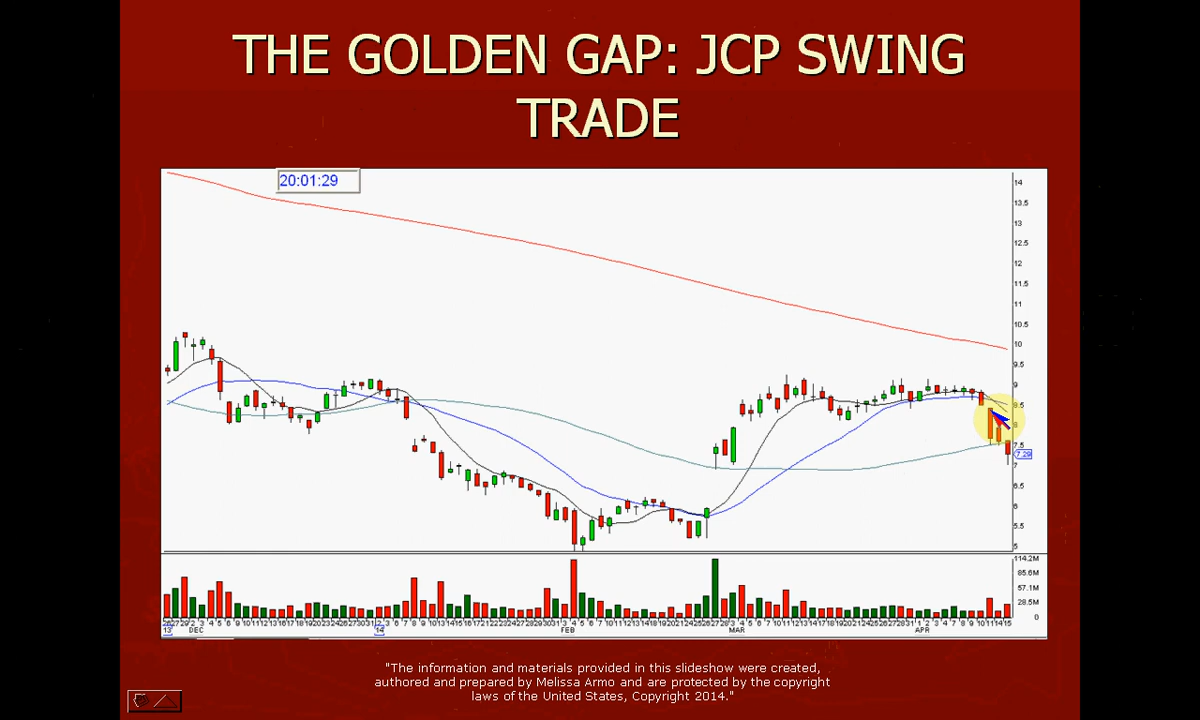 THE GOLDEN GAP: JCP SWING
TRADE
20:01:29
14
13.5
13
12.5
12
11.5
11
10.5
10
9.5
9
8.5
8
7.5
7.29
7
6.5
6
5.5
5
114.2M
85.6M
57.1M
28.5M
0
13 DEC 14 FEB MAR APR
"The information and materials provided in this slideshow were created,
authored and prepared by Melissa Armo and are protected by the copyright
laws of the United States, Copyright 2014."